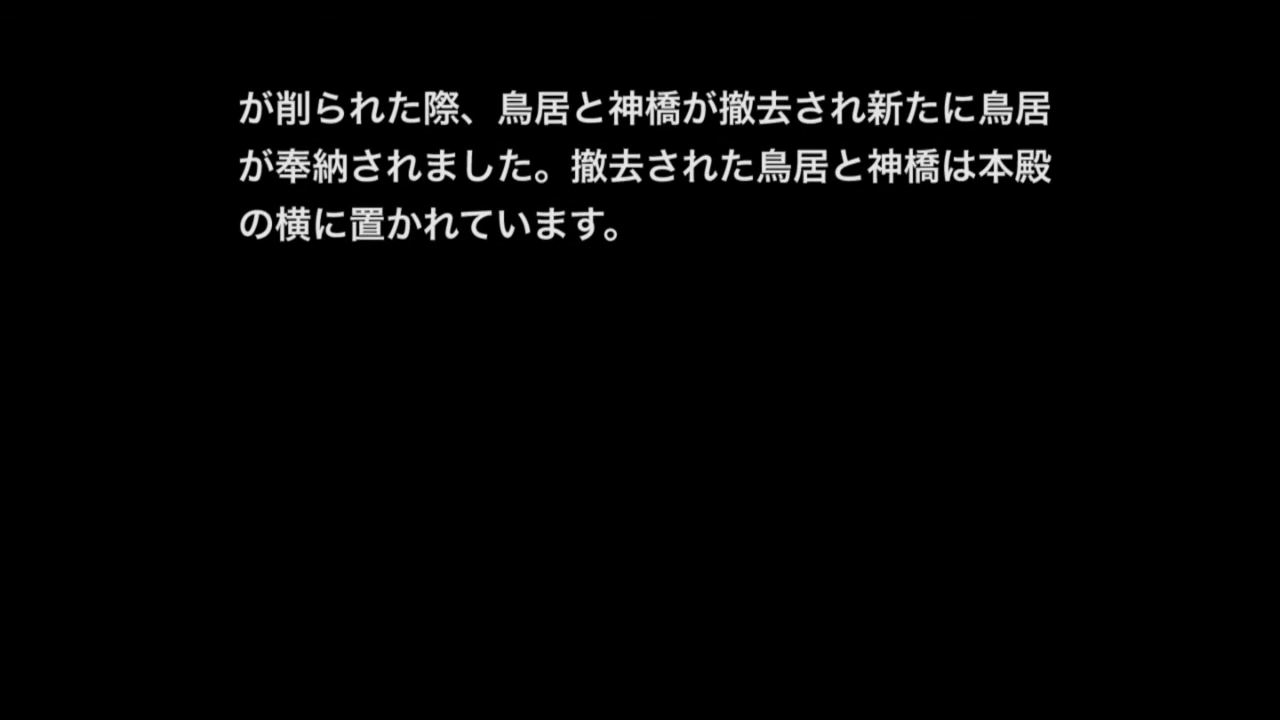 が削られた際、鳥居と神橋が撤去され新たに鳥居
が奉納されました。撤去された鳥居と神橋は本殿
の横に置かれています。